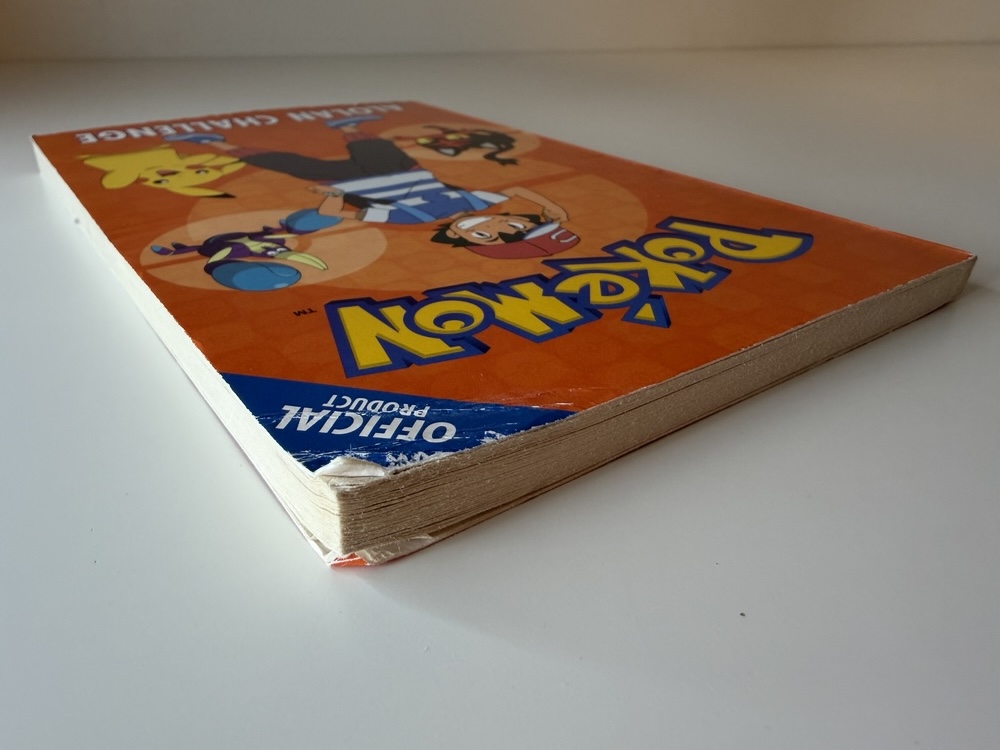 OFFICIAL
PRODUCT
POKéMON
TM
ALOLAN CHALLENGE